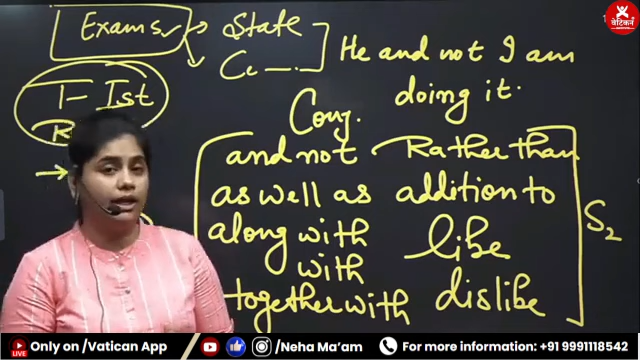 Exams → State
Ce
T- Ist
He and not I am
doing it.
Conj.
and not Rather than
as well as addition to
along with like
with
together with dislike
S2
वेटिकन
LIVE Only on /Vatican App
/Neha Ma'am
For more information: +91 9991118542